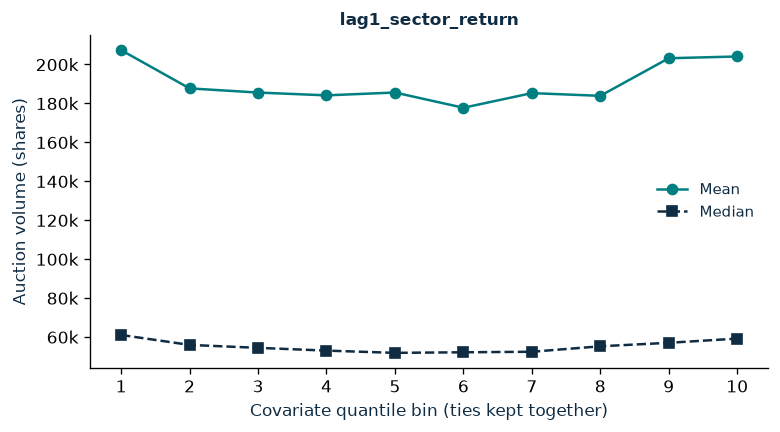 lag1_sector_return
Auction volume (shares)
200k
180k
160k
140k
120k
100k
80k
60k
Mean
Median
1 2 3 4 5 6 7 8 9 10
Covariate quantile bin (ties kept together)